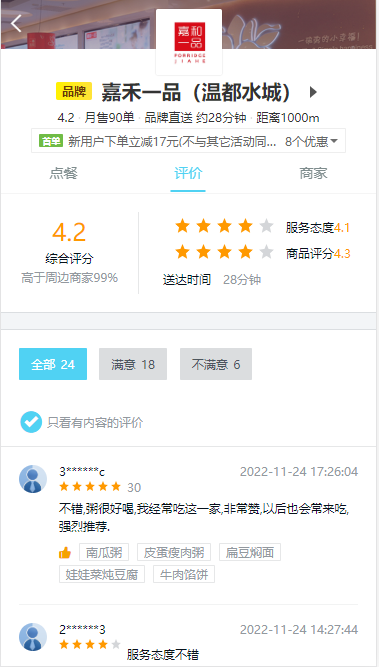 一嘉和一品的小幸福！
嘉和
一品
PORRIDGE
JIAHE
品牌 嘉禾一品（温都水城）
4.2 · 月售90单 · 品牌直送 约28分钟 · 距离1000m
首单 新用户下单立减17元(不与其它活动同... 8个优惠
点餐 评价 商家
4.2
综合评分
高于周边商家99%
服务态度4.1
商品评分4.3
送达时间 28分钟
全部 24 满意 18 不满意 6
只看有内容的评价
3******c 2022-11-24 17:26:04
30
不错,粥很好喝,我经常吃这一家,非常赞,以后也会常来吃,
强烈推荐.
南瓜粥 皮蛋瘦肉粥 扁豆焖面
娃娃菜炖豆腐 牛肉馅饼
2******3 2022-11-24 14:27:44
服务态度不错